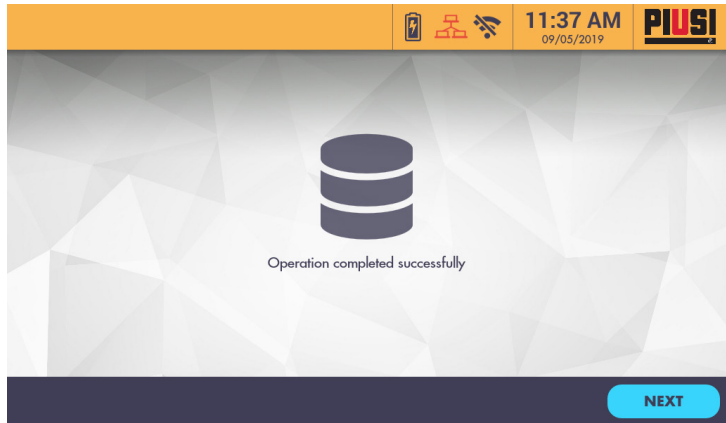 11:37 AM
09/05/2019
PIUSI
Operation completed successfully
NEXT